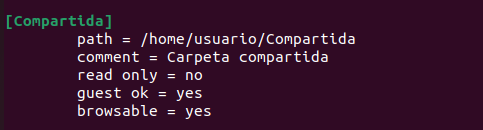 [Compartida]
path = /home/usuario/Compartida
comment = Carpeta compartida
read only = no
guest ok = yes
browsable = yes